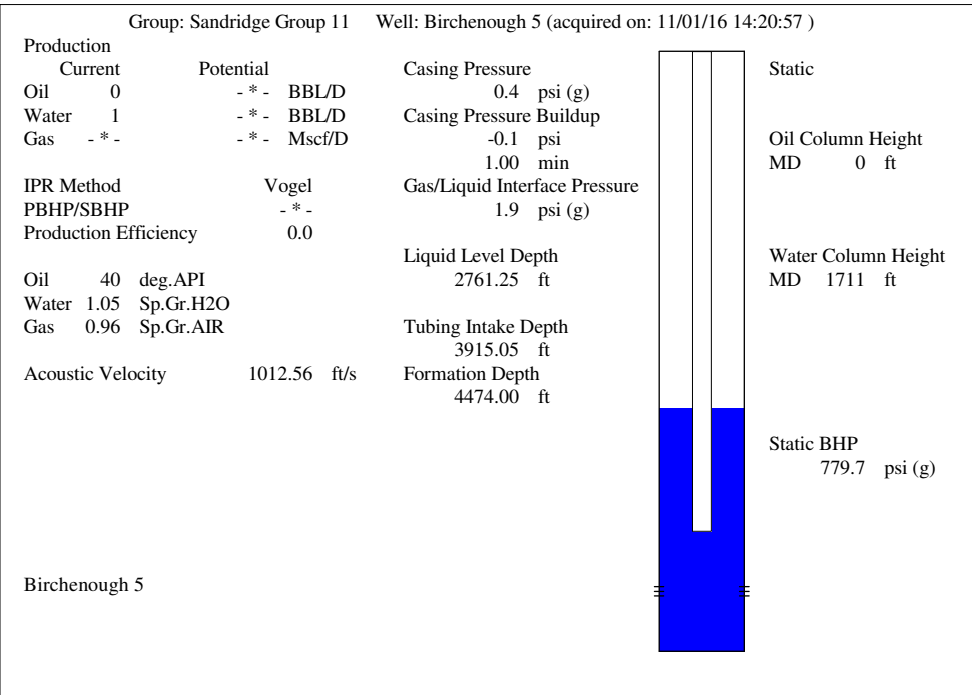 Group: Sandridge Group 11 Well: Birchenough 5 (acquired on: 11/01/16 14:20:57 )
Production
Current Potential
Oil 0 - * - BBL/D
Water 1 - * - BBL/D
Gas - * - - * - Mscf/D
IPR Method Vogel
PBHP/SBHP - * -
Production Efficiency 0.0
Oil 40 deg.API
Water 1.05 Sp.Gr.H2O
Gas 0.96 Sp.Gr.AIR
Acoustic Velocity 1012.56 ft/s
Casing Pressure
0.4 psi (g)
Casing Pressure Buildup
-0.1 psi
1.00 min
Gas/Liquid Interface Pressure
1.9 psi (g)
Liquid Level Depth
2761.25 ft
Tubing Intake Depth
3915.05 ft
Formation Depth
4474.00 ft
Static
Oil Column Height
MD 0 ft
Water Column Height
MD 1711 ft
Static BHP
779.7 psi (g)
Birchenough 5